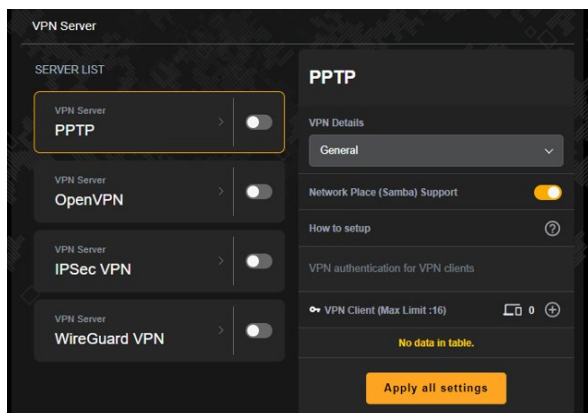 VPN Server
SERVER LIST
VPN Server
PPTP
VPN Server
OpenVPN
VPN Server
IPSec VPN
VPN Server
WireGuard VPN
PPTP
VPN Details
General
Network Place (Samba) Support
How to setup
VPN authentication for VPN clients
VPN Client (Max Limit :16) 0
No data in table.
Apply all settings